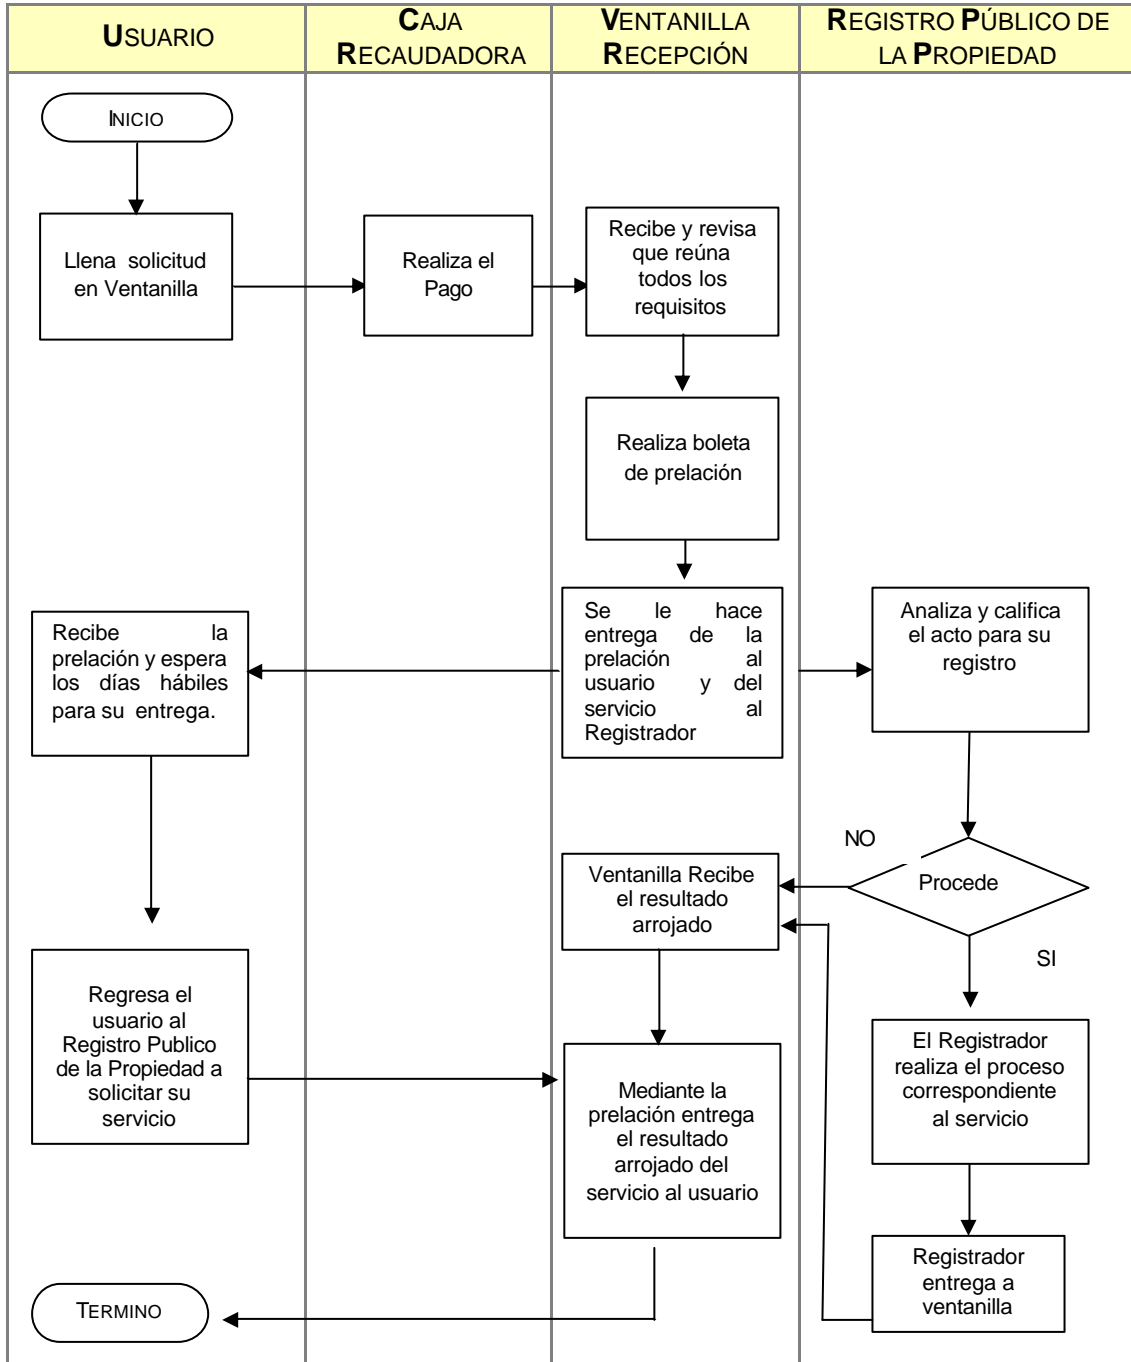 USUARIO
CAJA
RECAUDADORA
VENTANILLA
RECEPCIÓN
REGISTRO PÚBLICO DE
LA PROPIEDAD
INICIO
Llena solicitud
en Ventanilla
Realiza el
Pago
Recibe y revisa
que reúna
todos los
requisitos
Realiza boleta
de prelación
Se le hace
entrega de la
prelación al
usuario y del
servicio al
Registrador
Analiza y califica
el acto para su
registro
Recibe la
prelación y espera
los días hábiles
para su entrega.
NO
Procede
SI
Ventanilla Recibe
el resultado
arrojado
Regresa el
usuario al
Registro Publico
de la Propiedad a
solicitar su
servicio
El Registrador
realiza el proceso
correspondiente
al servicio
Mediante la
prelación entrega
el resultado
arrojado del
servicio al usuario
Registrador
entrega a
ventanilla
TERMINO